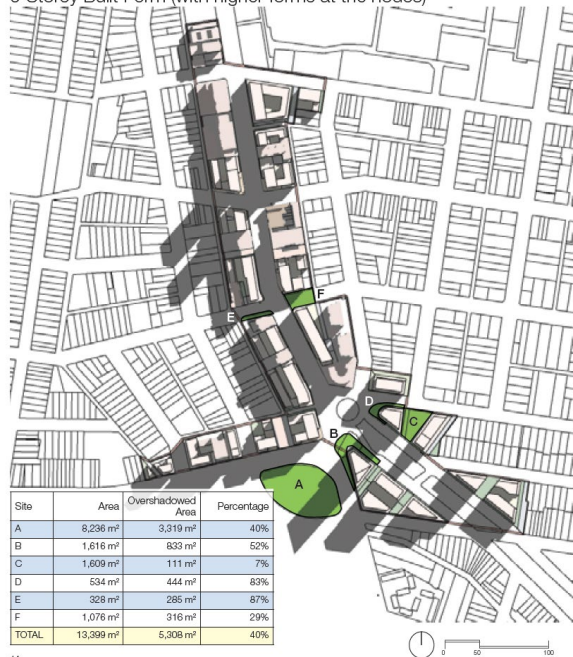 Storey Built Form (with higher forms at the nodes)
F
E
D
C
B
A
Site Area Overshadowed Area Percentage
A 8,236 m² 3,319 m² 40%
B 1,616 m² 833 m² 52%
C 1,609 m² 111 m² 7%
D 534 m² 444 m² 83%
E 328 m² 285 m² 87%
F 1,076 m² 316 m² 29%
TOTAL 13,399 m² 5,308 m² 40%
0 50 100